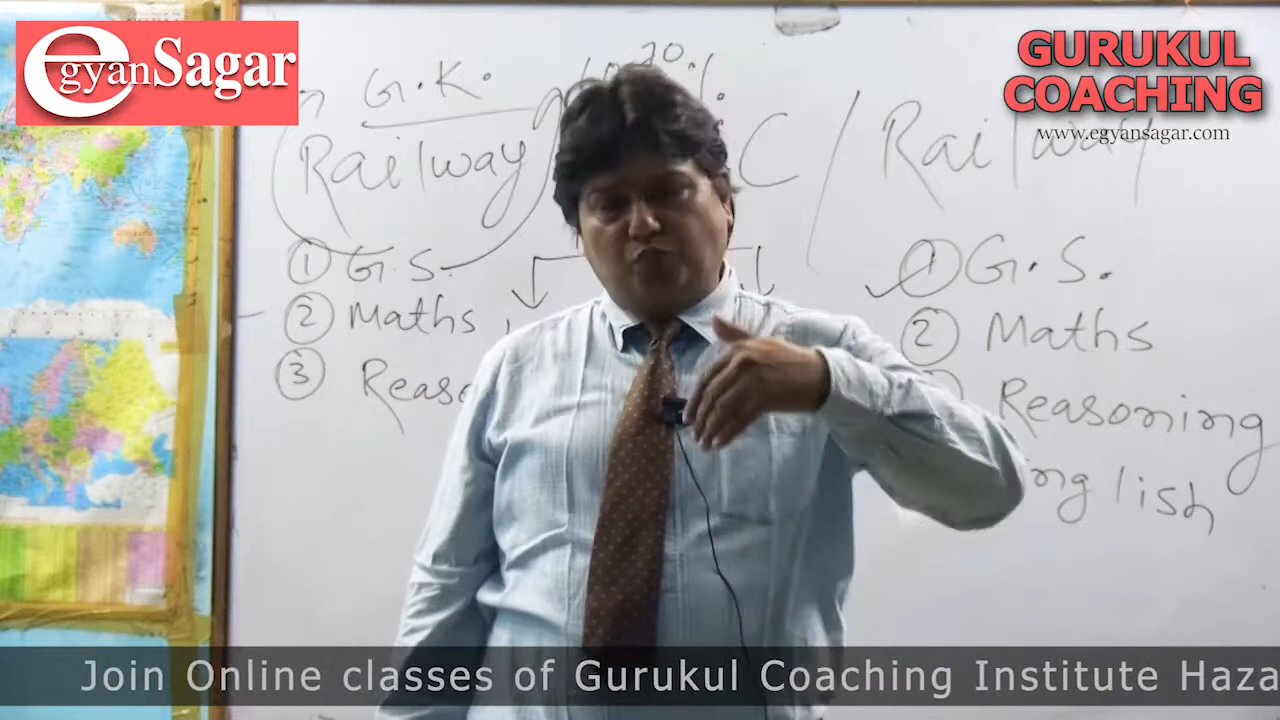 egyanSagar
GURUKUL
COACHING
www.egyansagar.com
G.K.
20%
Railway
C / Railway
① G.S.
② Maths
③ Reas
① G.S.
② Maths
Reasoning
nglish
Join Online classes of Gurukul Coaching Institute Haza